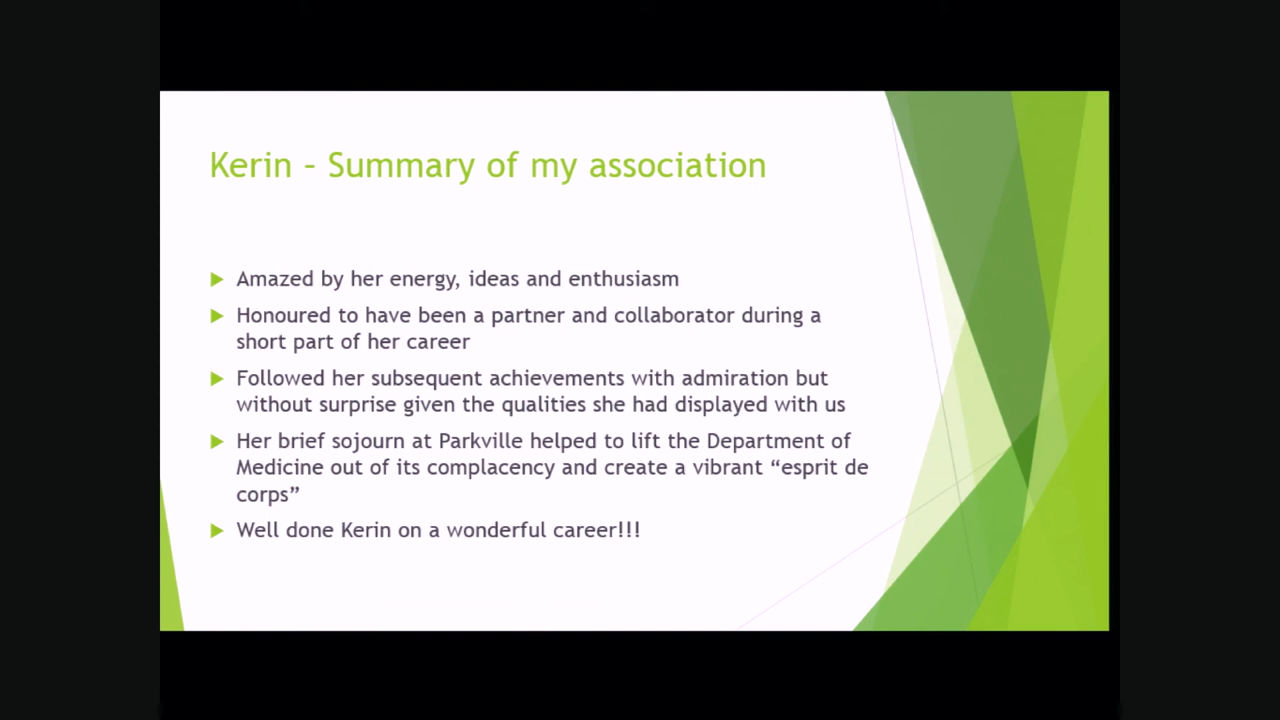 Kerin – Summary of my association
Amazed by her energy, ideas and enthusiasm
Honoured to have been a partner and collaborator during a
short part of her career
Followed her subsequent achievements with admiration but
without surprise given the qualities she had displayed with us
Her brief sojourn at Parkville helped to lift the Department of
Medicine out of its complacency and create a vibrant “esprit de
corps”
Well done Kerin on a wonderful career!!!